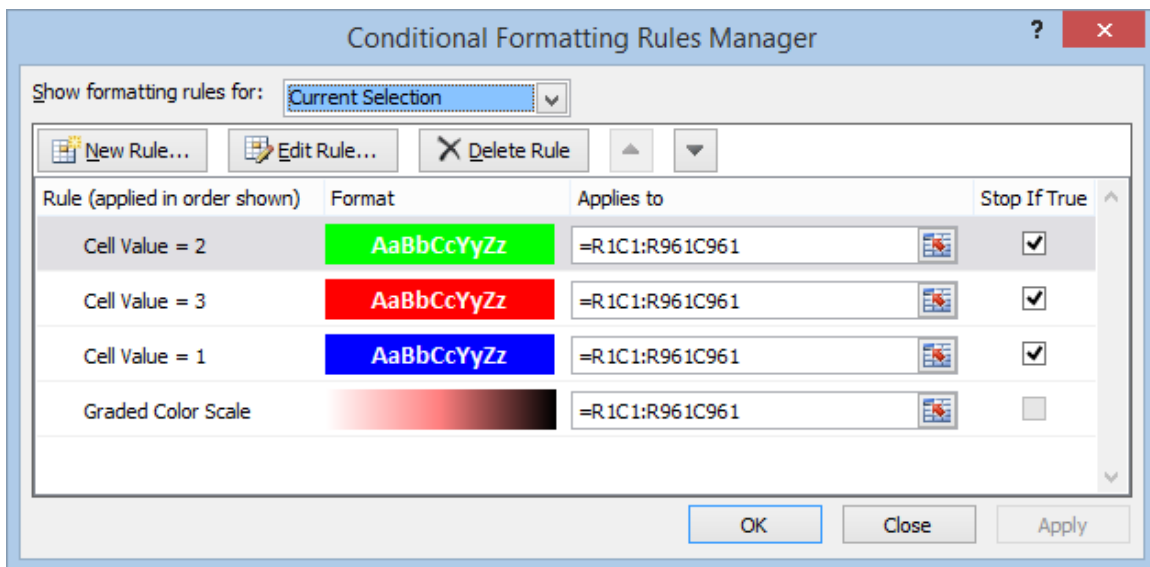 Conditional Formatting Rules Manager ? ×
Show formatting rules for: Current Selection
New Rule... Edit Rule... Delete Rule
Rule (applied in order shown) Format Applies to Stop If True
Cell Value = 2 AaBbCcYyZz =R1C1:R961C961
Cell Value = 3 AaBbCcYyZz =R1C1:R961C961
Cell Value = 1 AaBbCcYyZz =R1C1:R961C961
Graded Color Scale =R1C1:R961C961
OK Close Apply